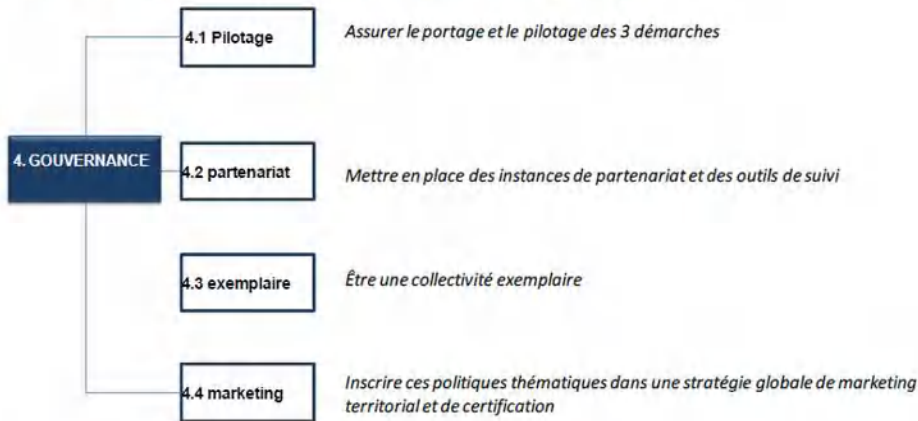 4.1 Pilotage
Assurer le portage et le pilotage des 3 démarches
4. GOUVERNANCE
4.2 partenariat
Mettre en place des instances de partenariat et des outils de suivi
4.3 exemplaire
Être une collectivité exemplaire
4.4 marketing
Inscrire ces politiques thématiques dans une stratégie globale de marketing
territorial et de certification